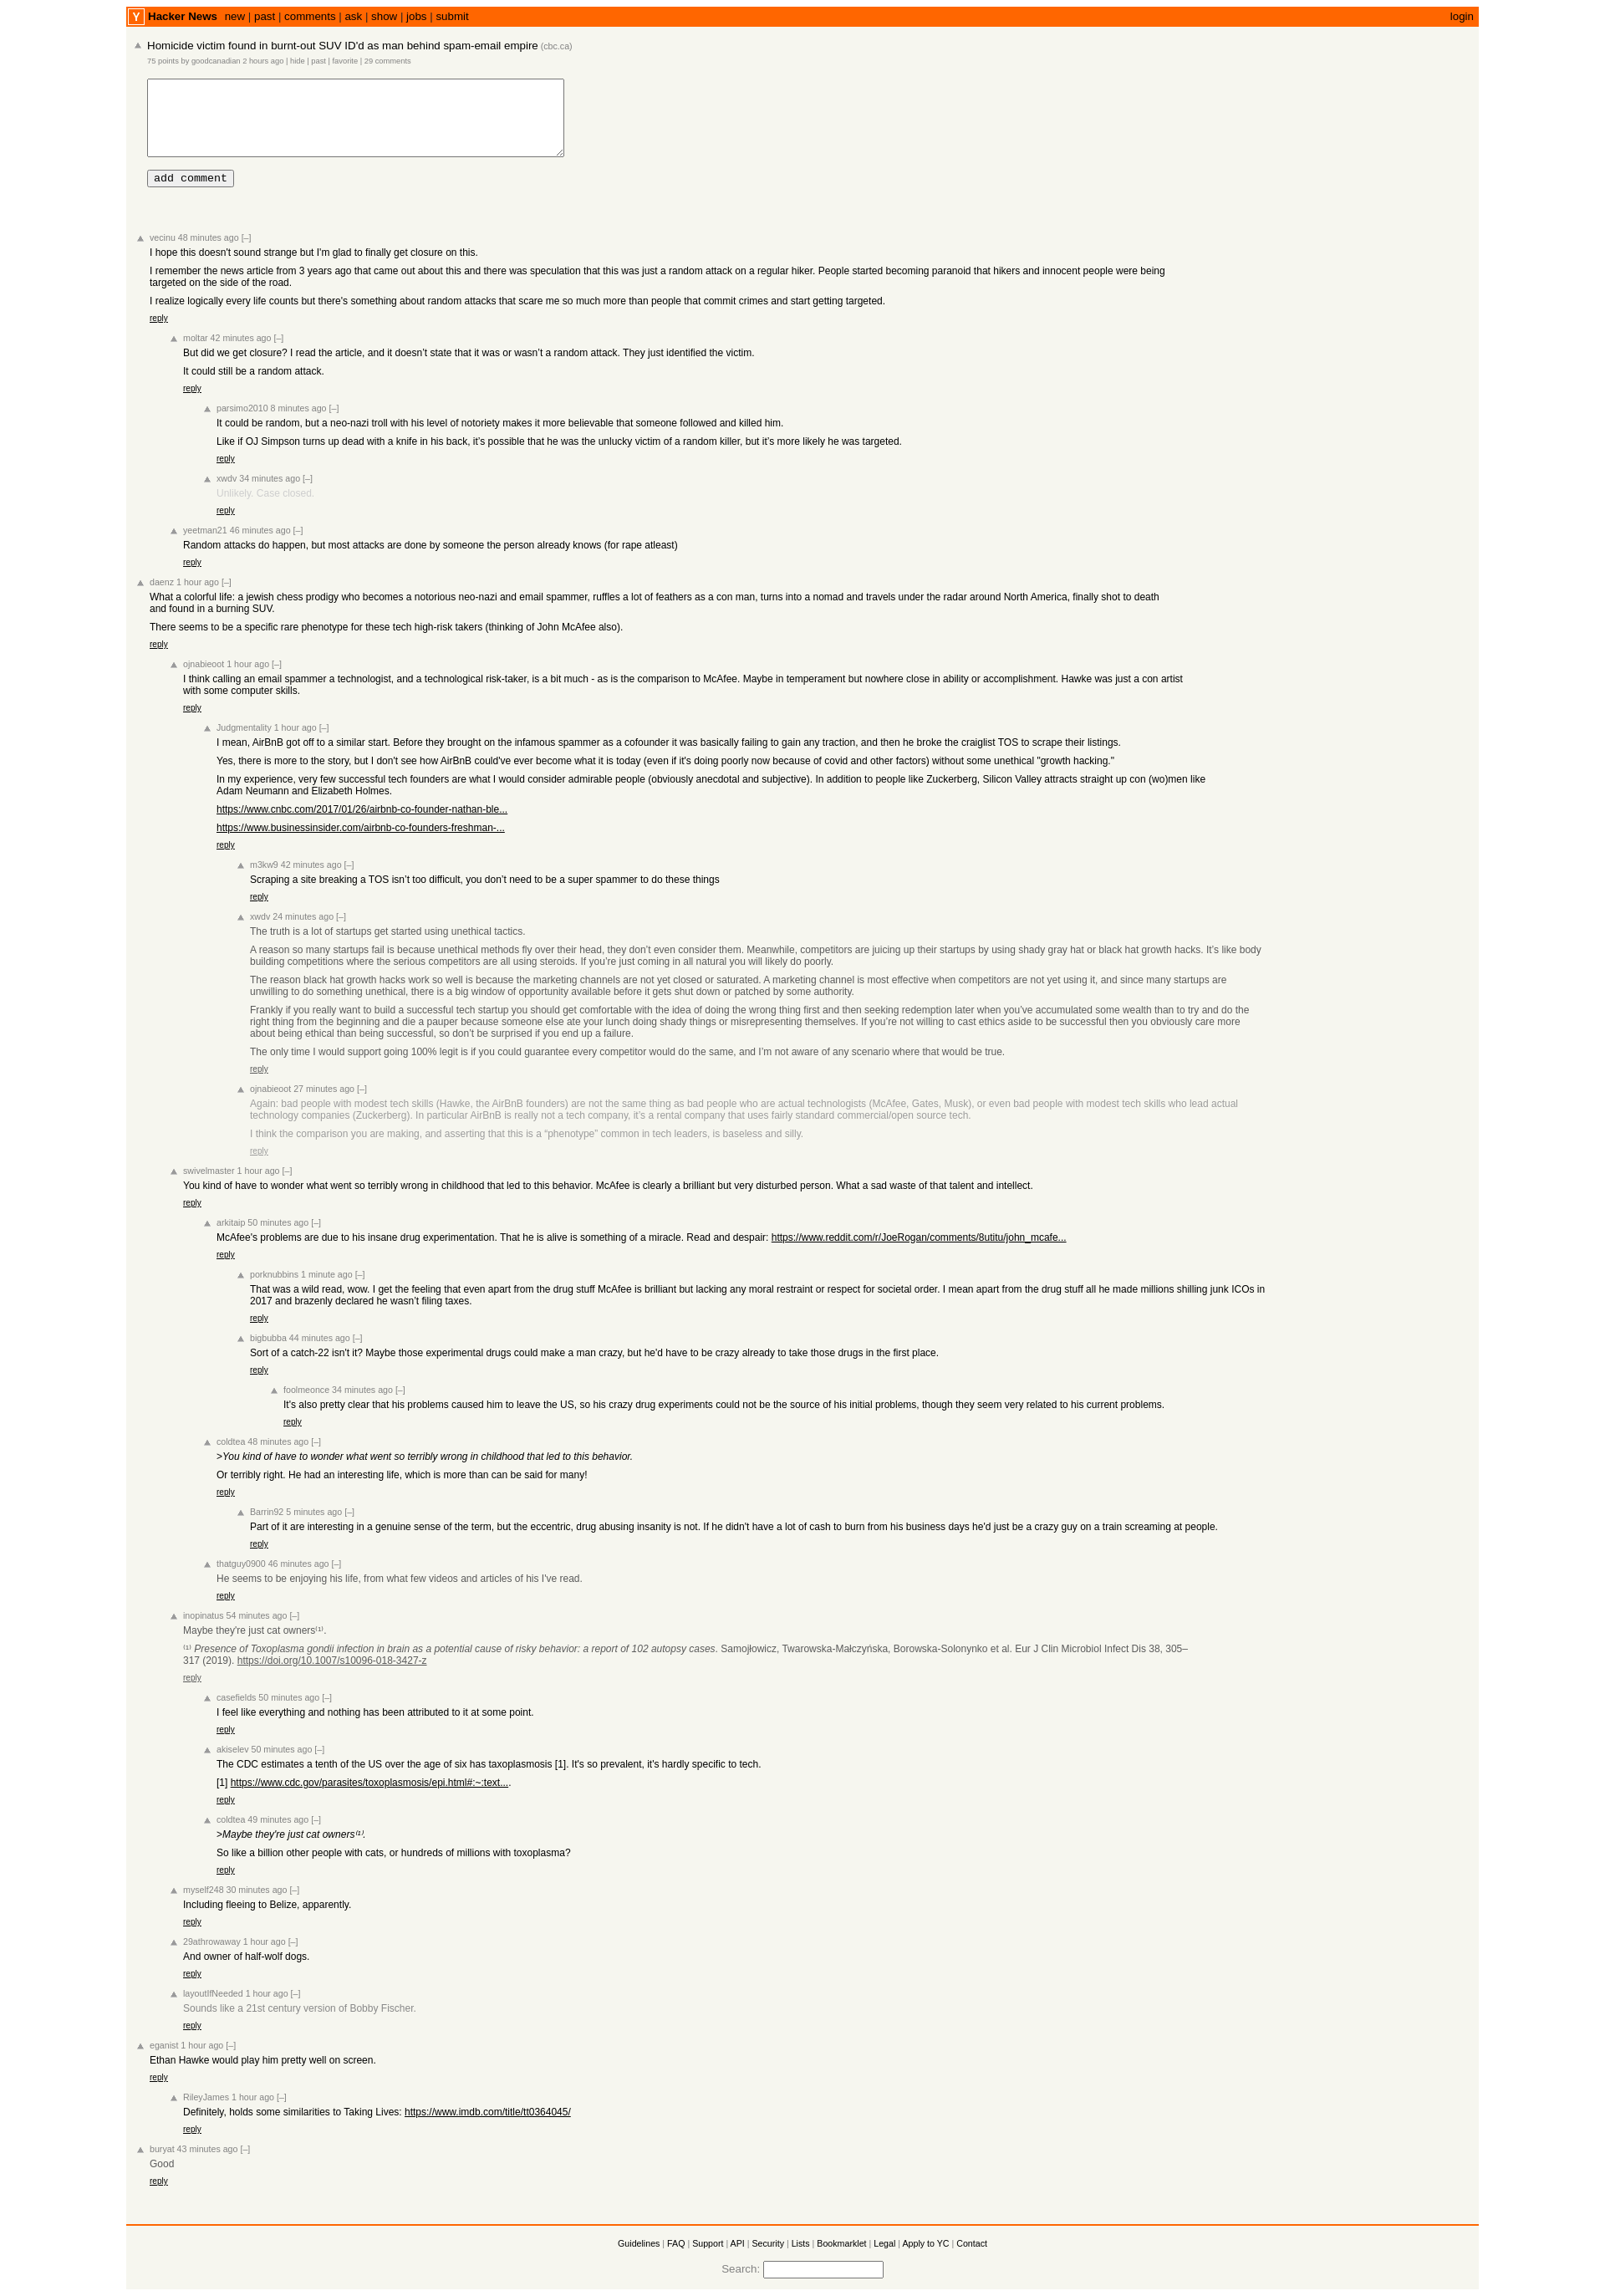 Y Hacker News new | past | comments | ask | show | jobs | submit login
Homicide victim found in burnt-out SUV ID'd as man behind spam-email empire (cbc.ca)
75 points by goodcanadian 2 hours ago | hide | past | favorite | 29 comments
add comment
vecinu 48 minutes ago [–]
I hope this doesn't sound strange but I'm glad to finally get closure on this.
I remember the news article from 3 years ago that came out about this and there was speculation that this was just a random attack on a regular hiker. People started becoming paranoid that hikers and innocent people were being
targeted on the side of the road.
I realize logically every life counts but there's something about random attacks that scare me so much more than people that commit crimes and start getting targeted.
reply
moltar 42 minutes ago [–]
But did we get closure? I read the article, and it doesn’t state that it was or wasn’t a random attack. They just identified the victim.
It could still be a random attack.
reply
parsimo2010 8 minutes ago [–]
It could be random, but a neo-nazi troll with his level of notoriety makes it more believable that someone followed and killed him.
Like if OJ Simpson turns up dead with a knife in his back, it’s possible that he was the unlucky victim of a random killer, but it’s more likely he was targeted.
reply
xwdv 34 minutes ago [–]
Unlikely. Case closed.
reply
yeetman21 46 minutes ago [–]
Random attacks do happen, but most attacks are done by someone the person already knows (for rape atleast)
reply
daenz 1 hour ago [–]
What a colorful life: a jewish chess prodigy who becomes a notorious neo-nazi and email spammer, ruffles a lot of feathers as a con man, turns into a nomad and travels under the radar around North America, finally shot to death
and found in a burning SUV.
There seems to be a specific rare phenotype for these tech high-risk takers (thinking of John McAfee also).
reply
ojnabieoot 1 hour ago [–]
I think calling an email spammer a technologist, and a technological risk-taker, is a bit much - as is the comparison to McAfee. Maybe in temperament but nowhere close in ability or accomplishment. Hawke was just a con artist
with some computer skills.
reply
Judgmentality 1 hour ago [–]
I mean, AirBnB got off to a similar start. Before they brought on the infamous spammer as a cofounder it was basically failing to gain any traction, and then he broke the craiglist TOS to scrape their listings.
Yes, there is more to the story, but I don't see how AirBnB could've ever become what it is today (even if it's doing poorly now because of covid and other factors) without some unethical "growth hacking."
In my experience, very few successful tech founders are what I would consider admirable people (obviously anecdotal and subjective). In addition to people like Zuckerberg, Silicon Valley attracts straight up con (wo)men like
Adam Neumann and Elizabeth Holmes.
https://www.cnbc.com/2017/01/26/airbnb-co-founder-nathan-ble...
https://www.businessinsider.com/airbnb-co-founders-freshman-...
reply
m3kw9 42 minutes ago [–]
Scraping a site breaking a TOS isn’t too difficult, you don’t need to be a super spammer to do these things
reply
xwdv 24 minutes ago [–]
The truth is a lot of startups get started using unethical tactics.
A reason so many startups fail is because unethical methods fly over their head, they don’t even consider them. Meanwhile, competitors are juicing up their startups by using shady gray hat or black hat growth hacks. It’s like body
building competitions where the serious competitors are all using steroids. If you’re just coming in all natural you will likely do poorly.
The reason black hat growth hacks work so well is because the marketing channels are not yet closed or saturated. A marketing channel is most effective when competitors are not yet using it, and since many startups are
unwilling to do something unethical, there is a big window of opportunity available before it gets shut down or patched by some authority.
Frankly if you really want to build a successful tech startup you should get comfortable with the idea of doing the wrong thing first and then seeking redemption later when you’ve accumulated some wealth than to try and do the
right thing from the beginning and die a pauper because someone else ate your lunch doing shady things or misrepresenting themselves. If you’re not willing to cast ethics aside to be successful then you obviously care more
about being ethical than being successful, so don’t be surprised if you end up a failure.
The only time I would support going 100% legit is if you could guarantee every competitor would do the same, and I’m not aware of any scenario where that would be true.
reply
ojnabieoot 27 minutes ago [–]
Again: bad people with modest tech skills (Hawke, the AirBnB founders) are not the same thing as bad people who are actual technologists (McAfee, Gates, Musk), or even bad people with modest tech skills who lead actual
technology companies (Zuckerberg). In particular AirBnB is really not a tech company, it’s a rental company that uses fairly standard commercial/open source tech.
I think the comparison you are making, and asserting that this is a “phenotype” common in tech leaders, is baseless and silly.
reply
swivelmaster 1 hour ago [–]
You kind of have to wonder what went so terribly wrong in childhood that led to this behavior. McAfee is clearly a brilliant but very disturbed person. What a sad waste of that talent and intellect.
reply
arkitaip 50 minutes ago [–]
McAfee's problems are due to his insane drug experimentation. That he is alive is something of a miracle. Read and despair: https://www.reddit.com/r/JoeRogan/comments/8utitu/john_mcafe...
reply
porknubbins 1 minute ago [–]
That was a wild read, wow. I get the feeling that even apart from the drug stuff McAfee is brilliant but lacking any moral restraint or respect for societal order. I mean apart from the drug stuff all he made millions shilling junk ICOs in
2017 and brazenly declared he wasn’t filing taxes.
reply
bigbubba 44 minutes ago [–]
Sort of a catch-22 isn't it? Maybe those experimental drugs could make a man crazy, but he'd have to be crazy already to take those drugs in the first place.
reply
foolmeonce 34 minutes ago [–]
It's also pretty clear that his problems caused him to leave the US, so his crazy drug experiments could not be the source of his initial problems, though they seem very related to his current problems.
reply
coldtea 48 minutes ago [–]
>You kind of have to wonder what went so terribly wrong in childhood that led to this behavior.
Or terribly right. He had an interesting life, which is more than can be said for many!
reply
Barrin92 5 minutes ago [–]
Part of it are interesting in a genuine sense of the term, but the eccentric, drug abusing insanity is not. If he didn't have a lot of cash to burn from his business days he'd just be a crazy guy on a train screaming at people.
reply
thatguy0900 46 minutes ago [–]
He seems to be enjoying his life, from what few videos and articles of his I've read.
reply
inopinatus 54 minutes ago [–]
Maybe they're just cat owners⁽¹⁾.
⁽¹⁾ Presence of Toxoplasma gondii infection in brain as a potential cause of risky behavior: a report of 102 autopsy cases. Samojłowicz, Twarowska-Małczyńska, Borowska-Solonynko et al. Eur J Clin Microbiol Infect Dis 38, 305–
317 (2019). https://doi.org/10.1007/s10096-018-3427-z
reply
casefields 50 minutes ago [–]
I feel like everything and nothing has been attributed to it at some point.
reply
akiselev 50 minutes ago [–]
The CDC estimates a tenth of the US over the age of six has taxoplasmosis [1]. It's so prevalent, it's hardly specific to tech.
[1] https://www.cdc.gov/parasites/toxoplasmosis/epi.html#:~:text....
reply
coldtea 49 minutes ago [–]
>Maybe they're just cat owners⁽¹⁾.
So like a billion other people with cats, or hundreds of millions with toxoplasma?
reply
myself248 30 minutes ago [–]
Including fleeing to Belize, apparently.
reply
29athrowaway 1 hour ago [–]
And owner of half-wolf dogs.
reply
layoutIfNeeded 1 hour ago [–]
Sounds like a 21st century version of Bobby Fischer.
reply
eganist 1 hour ago [–]
Ethan Hawke would play him pretty well on screen.
reply
RileyJames 1 hour ago [–]
Definitely, holds some similarities to Taking Lives: https://www.imdb.com/title/tt0364045/
reply
buryat 43 minutes ago [–]
Good
reply
Guidelines | FAQ | Support | API | Security | Lists | Bookmarklet | Legal | Apply to YC | Contact
Search: